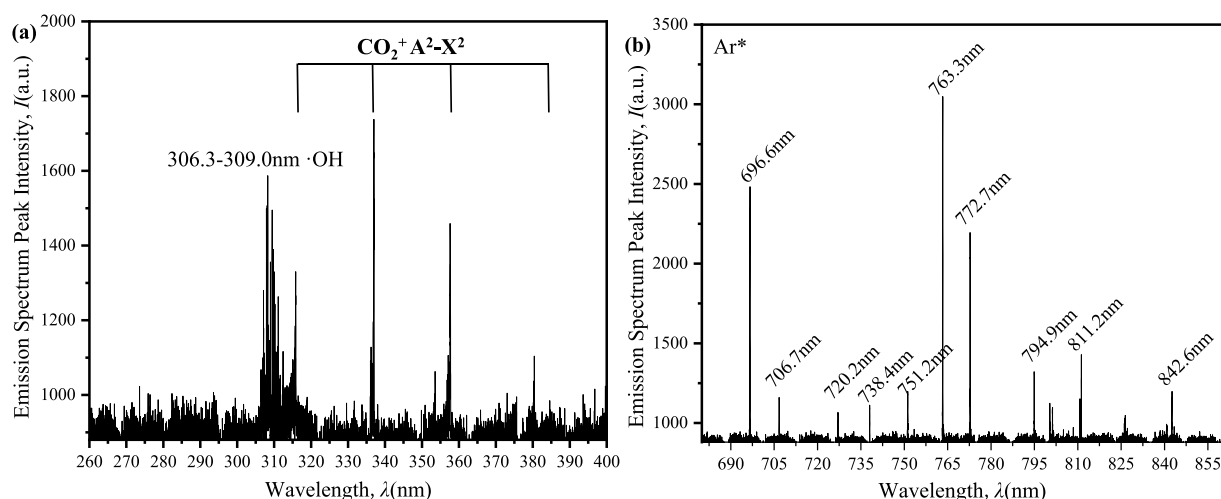 (a)
CO₂⁺ A²-X²
306.3-309.0nm ·OH
Emission Spectrum Peak Intensity, I(a.u.)
2000
1800
1600
1400
1200
1000
260 270 280 290 300 310 320 330 340 350 360 370 380 390 400
Wavelength, λ(nm)
(b)
Ar*
696.6nm
706.7nm
720.2nm
738.4nm
751.2nm
763.3nm
772.7nm
794.9nm
811.2nm
842.6nm
Emission Spectrum Peak Intensity, I(a.u.)
3500
3000
2500
2000
1500
1000
690 705 720 735 750 765 780 795 810 825 840 855
Wavelength, λ(nm)